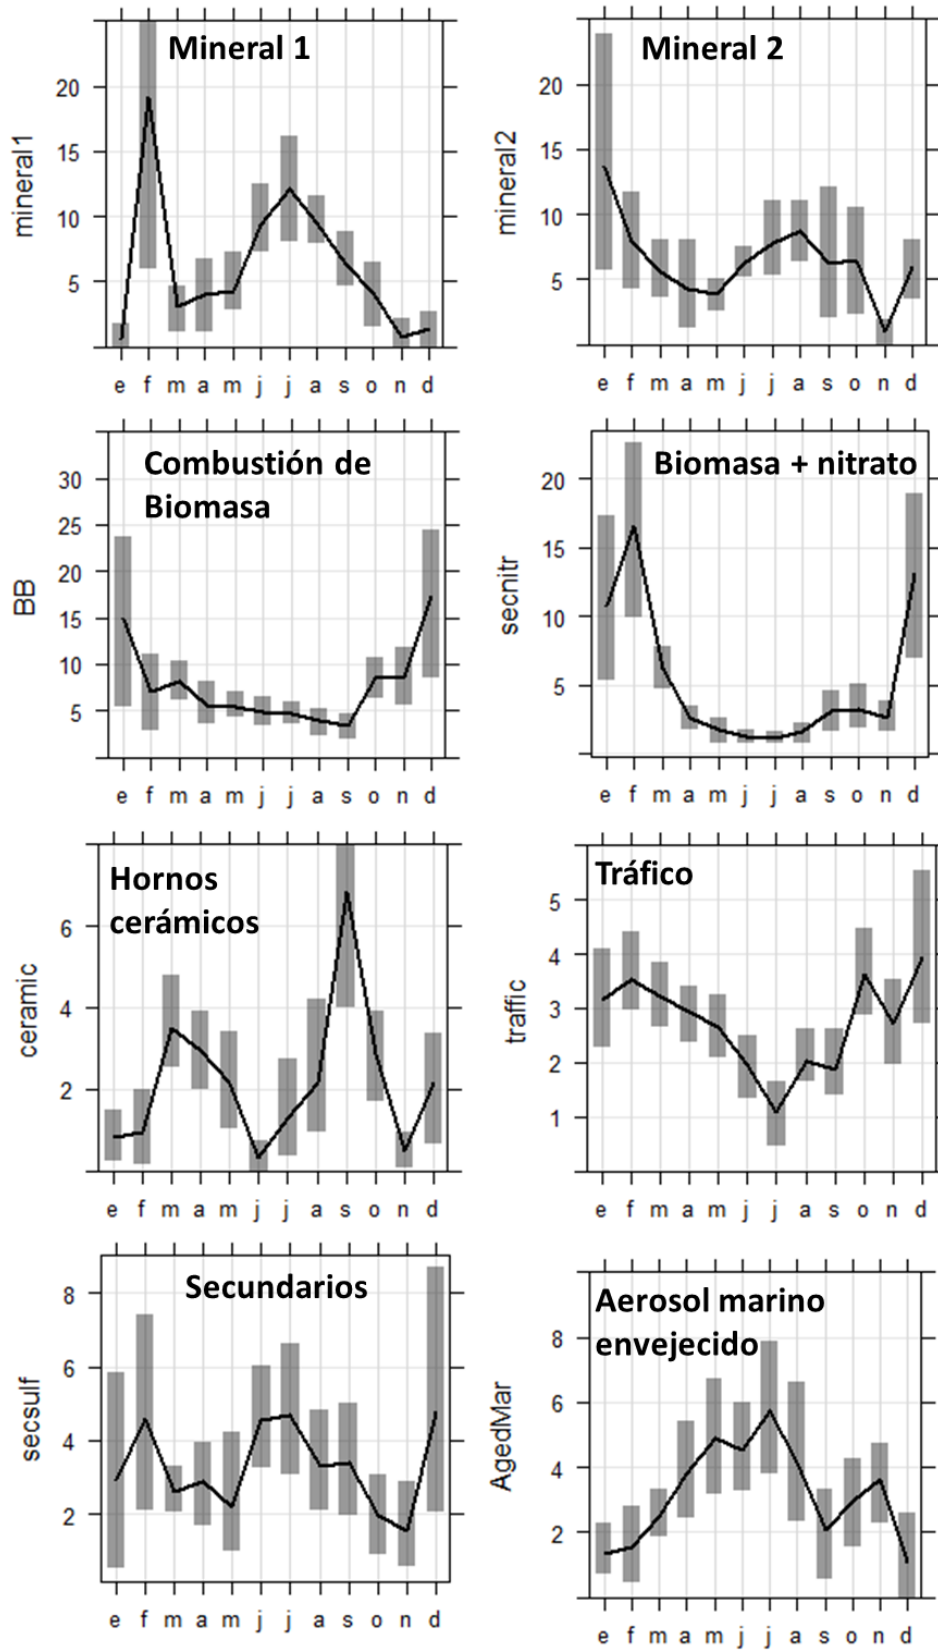 Mineral 1
mineral1
20
15
10
5
e f m a m j j a s o n d
Mineral 2
mineral2
20
15
10
5
e f m a m j j a s o n d
Combustión de
Biomasa
BB
30
25
20
15
10
5
e f m a m j j a s o n d
Biomasa + nitrato
secnitr
20
15
10
5
e f m a m j j a s o n d
Hornos
cerámicos
ceramic
6
4
2
e f m a m j j a s o n d
Tráfico
traffic
5
4
3
2
1
e f m a m j j a s o n d
Secundarios
secsulf
8
6
4
2
e f m a m j j a s o n d
Aerosol marino
envejecido
AgedMar
8
6
4
2
e f m a m j j a s o n d